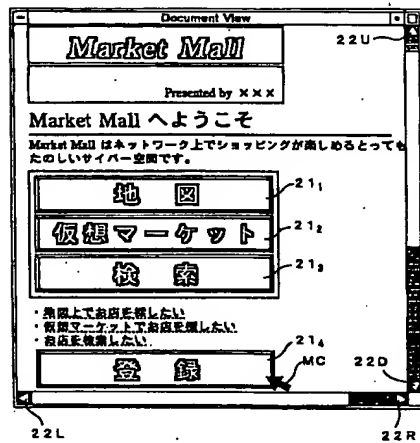 Document View
22U
Market Mall
Presented by ×××
Market Mall へようこそ
Market Mall はネットワーク上でショッピングが楽しめるとっても
たのしいサイバー空間です。
地 図
21₁
仮想マーケット
21₂
検 索
21₃
・地図上でお店を探したい
・仮想マーケットでお店を探したい
・お店を検索したい
登 録
21₄
MC
22D
22L
22R